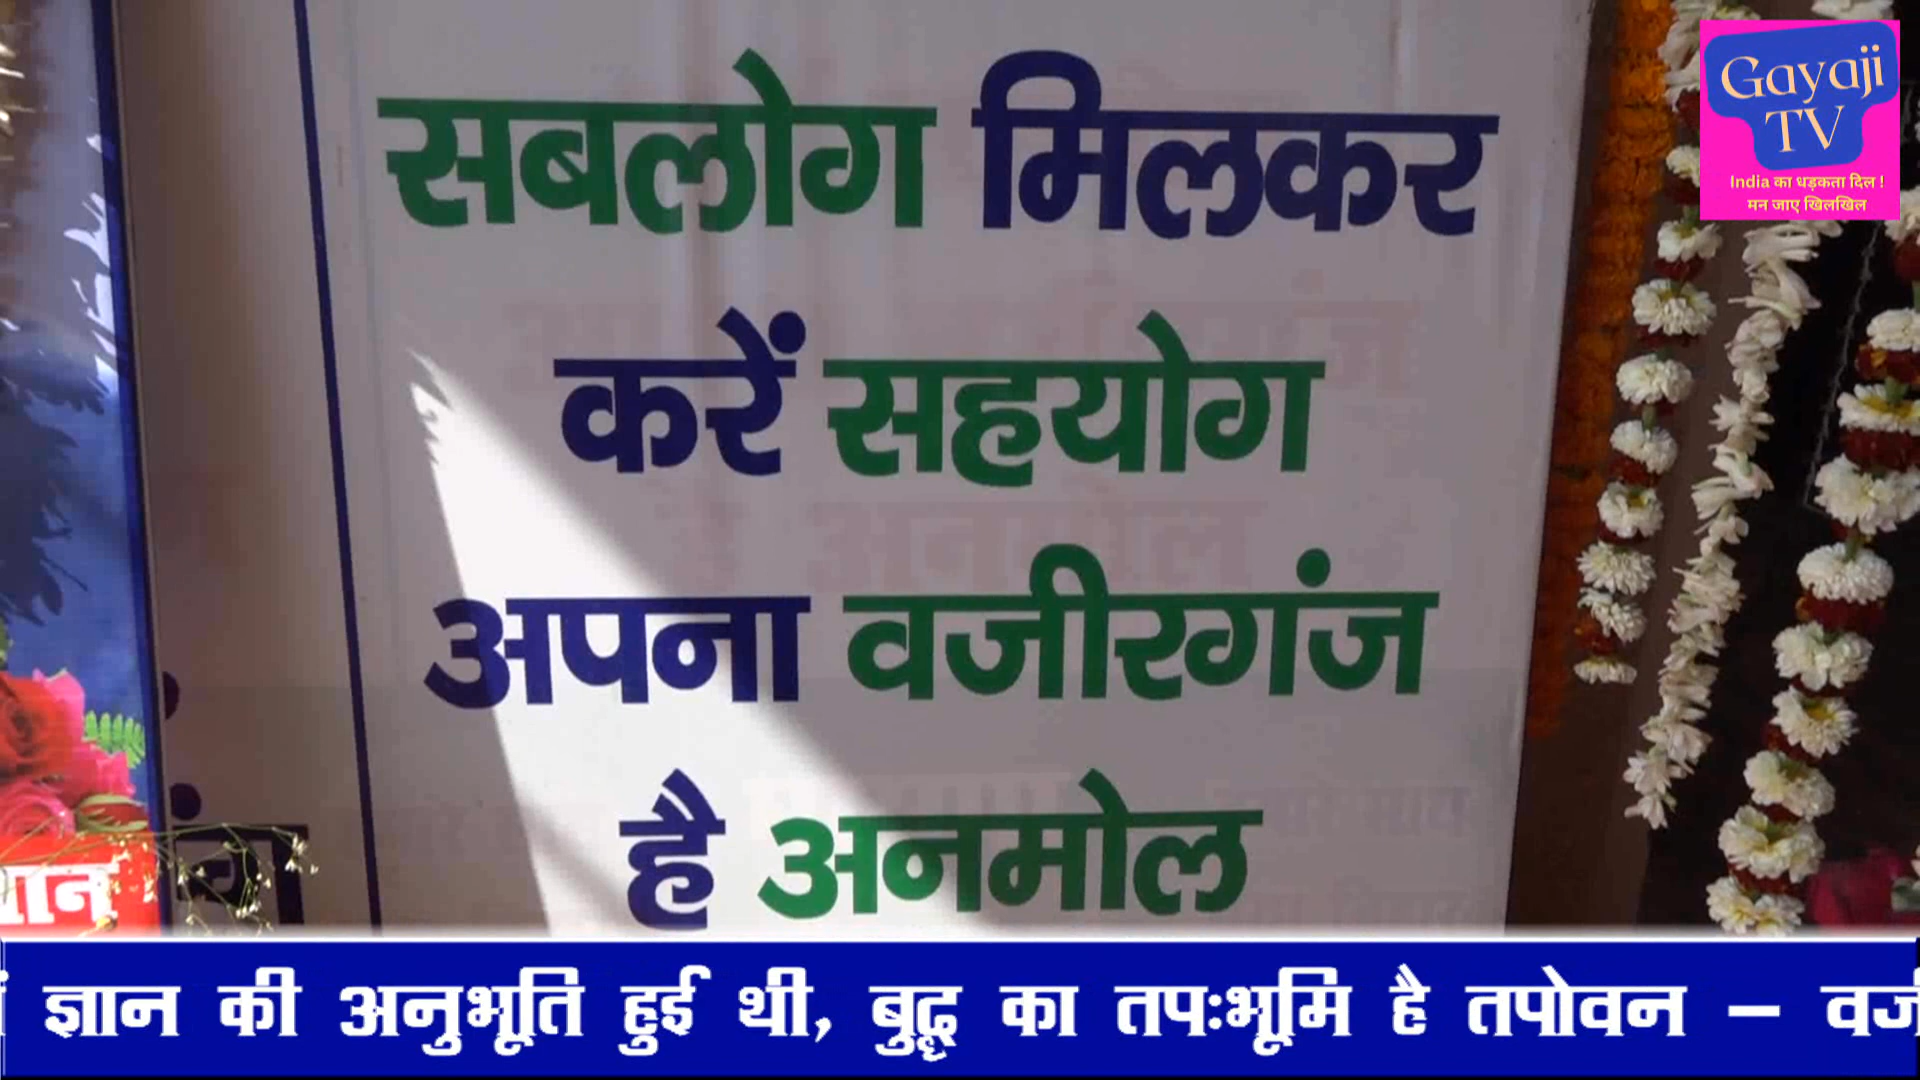 सबलोग मिलकर
करें सहयोग
अपना वजीरगंज
है अनमोल
Gayaji
TV
India का धड़कता दिल !
मन जाए खिलखिल
ज्ञान की अनुभूति हुई थी, बुद्ध का तपःभूमि है तपोवन – वजी